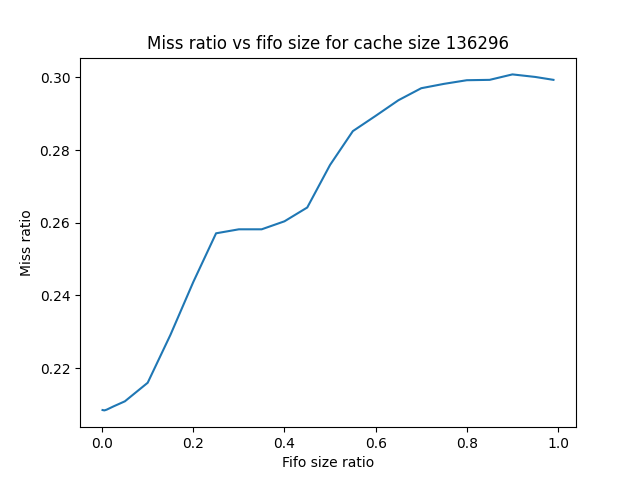 Miss ratio vs fifo size for cache size 136296
0.30
0.28
0.26
0.24
0.22
Miss ratio
0.0 0.2 0.4 0.6 0.8 1.0
Fifo size ratio